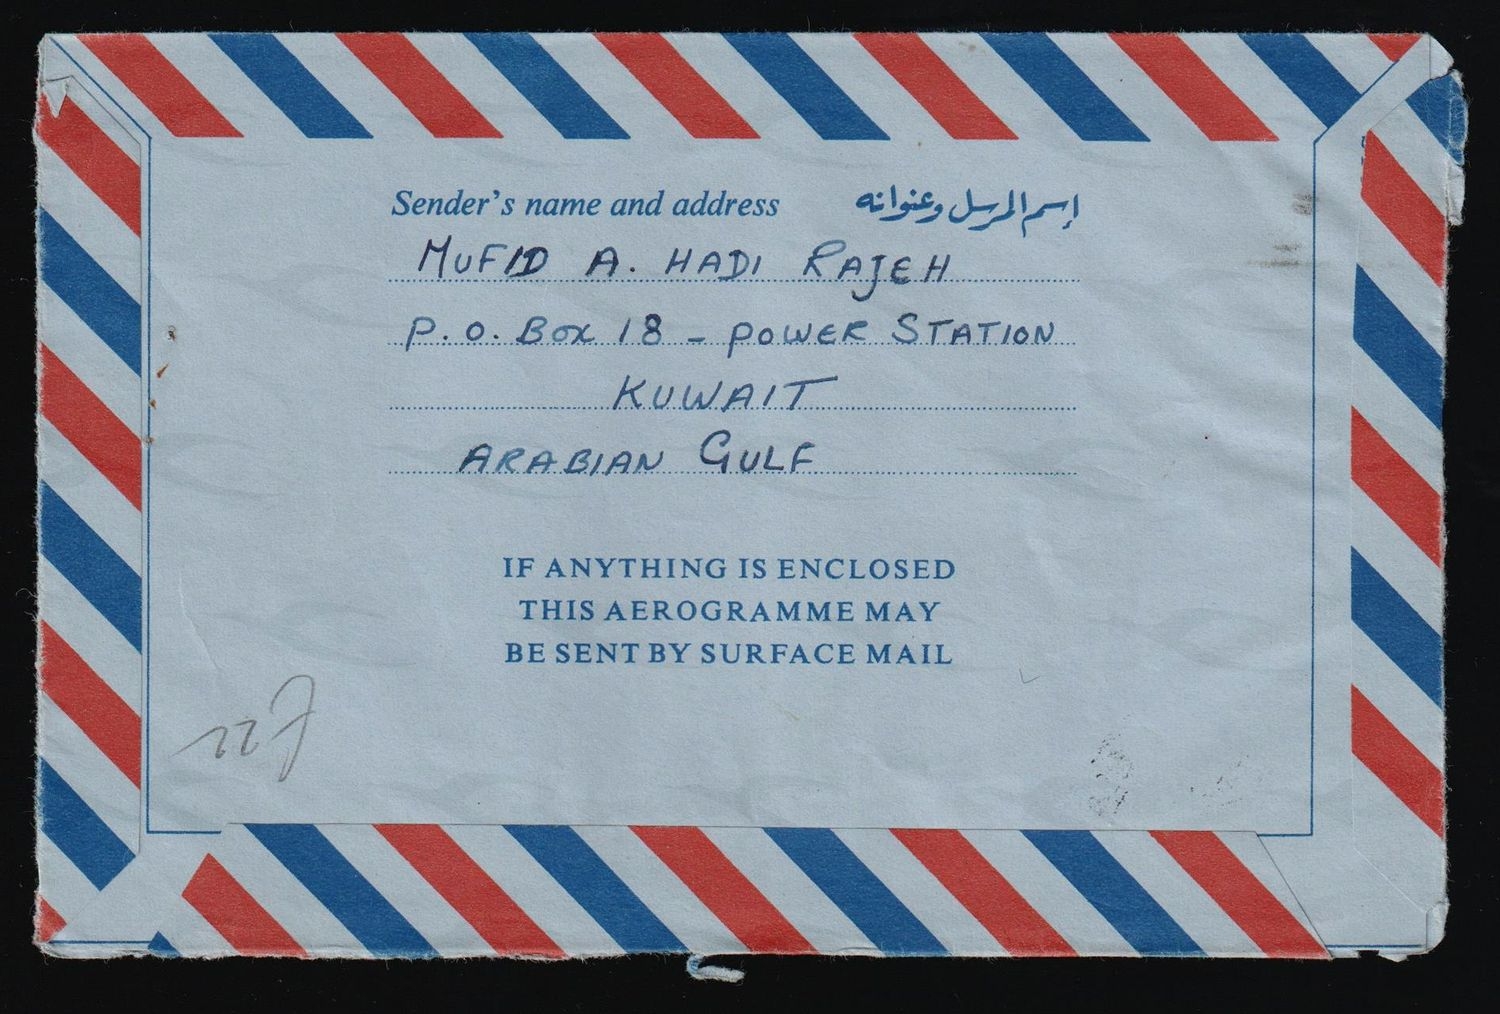 Sender's name and address إسم المرسل وعنوانه
MUFID A. HADI RAJEH
P.O. Box 18 - POWER STATION
KUWAIT
ARABIAN GULF
IF ANYTHING IS ENCLOSED
THIS AEROGRAMME MAY
BE SENT BY SURFACE MAIL